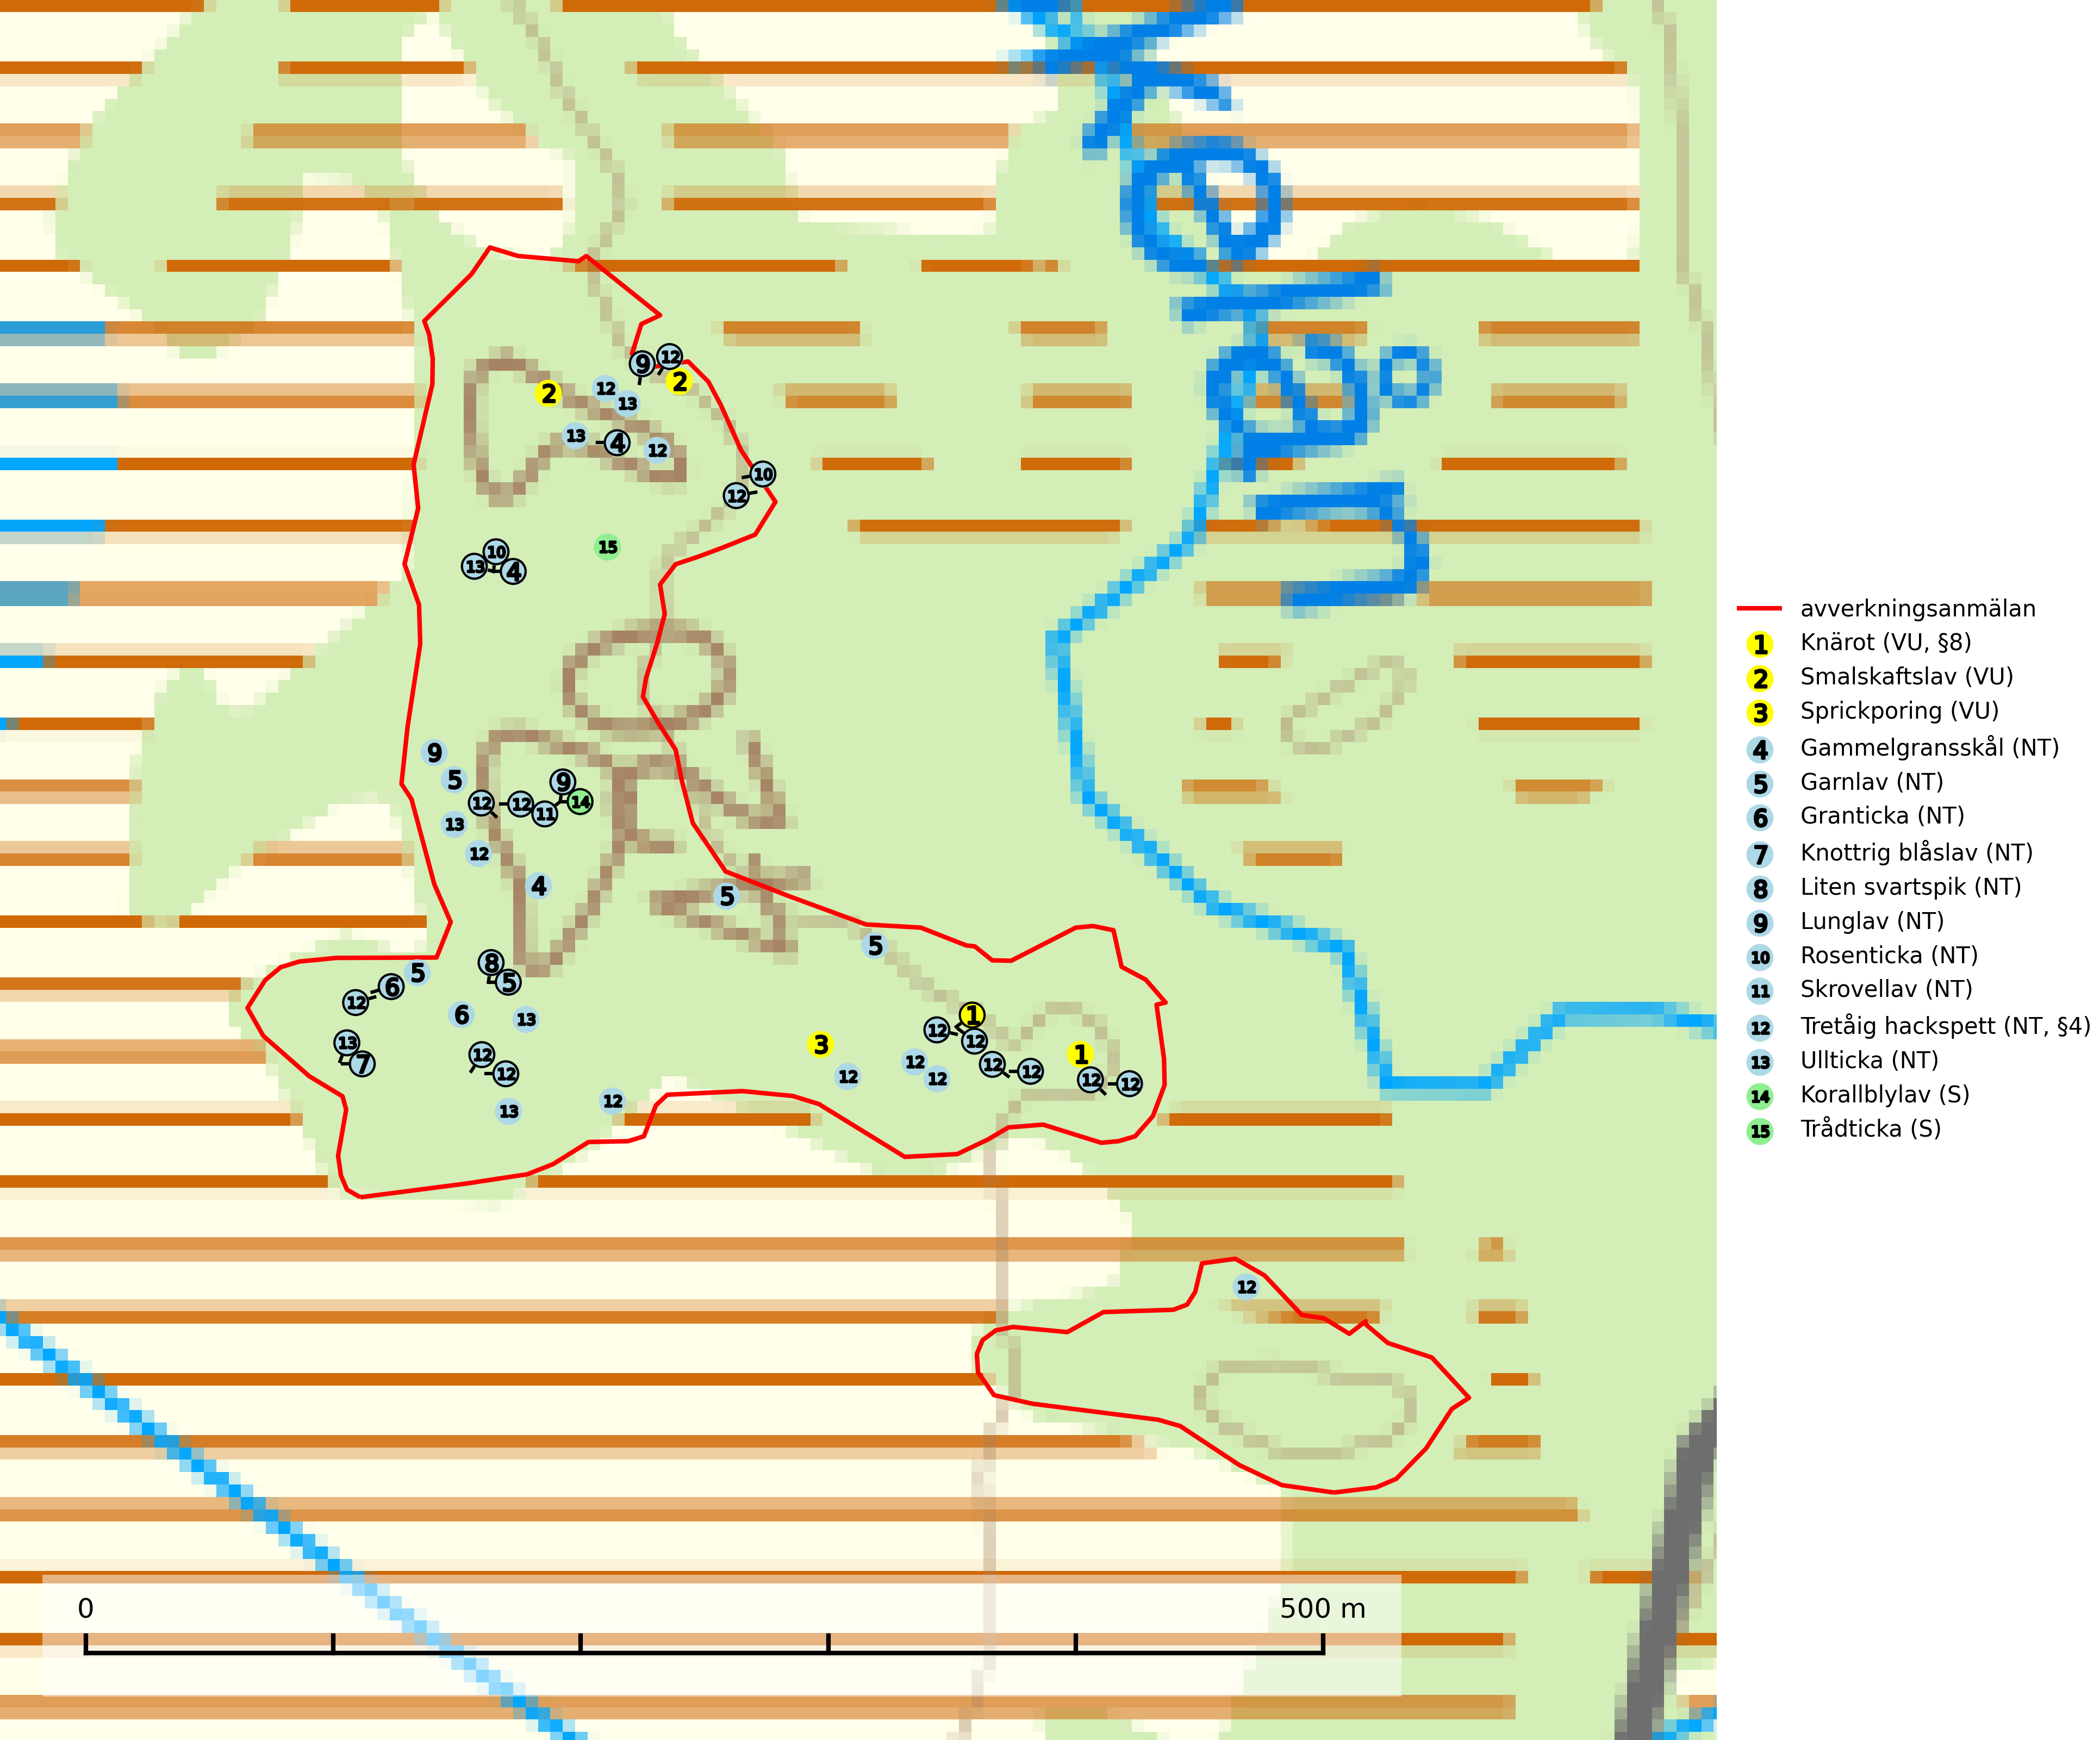 9 12
2 12 2
13
13 4 12
10
12
10 15
13 4
9
5 9
12 12 11 14
13
12
4
5
5
8
5 5
6
12
6 13 1
12
13 3 12
7 12 12 1
12 12 12 12
12 12 12
13 12
12
0 500 m
avverkningsanmälan
1 Knärot (VU, §8)
2 Smalskaftslav (VU)
3 Sprickporing (VU)
4 Gammelgransskål (NT)
5 Garnlav (NT)
6 Granticka (NT)
7 Knottrig blåslav (NT)
8 Liten svartspik (NT)
9 Lunglav (NT)
10 Rosenticka (NT)
11 Skrovellav (NT)
12 Tretåig hackspett (NT, §4)
13 Ullticka (NT)
14 Korallblylav (S)
15 Trådticka (S)